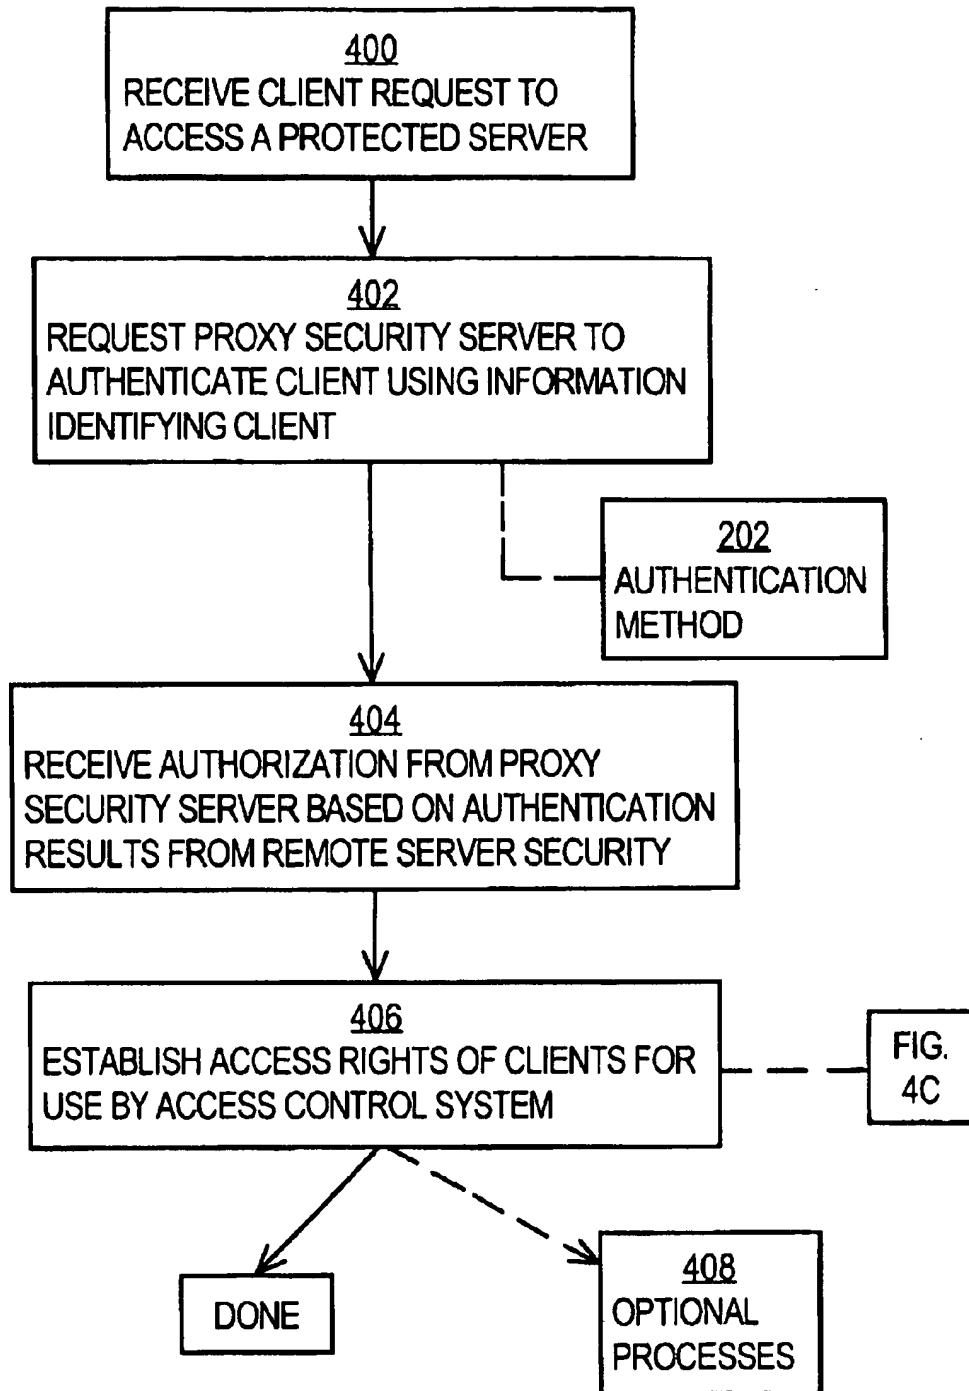 400
RECEIVE CLIENT REQUEST TO
ACCESS A PROTECTED SERVER
402
REQUEST PROXY SECURITY SERVER TO
AUTHENTICATE CLIENT USING INFORMATION
IDENTIFYING CLIENT
202
AUTHENTICATION
METHOD
404
RECEIVE AUTHORIZATION FROM PROXY
SECURITY SERVER BASED ON AUTHENTICATION
RESULTS FROM REMOTE SERVER SECURITY
406
ESTABLISH ACCESS RIGHTS OF CLIENTS FOR
USE BY ACCESS CONTROL SYSTEM
FIG.
4C
DONE
408
OPTIONAL
PROCESSES